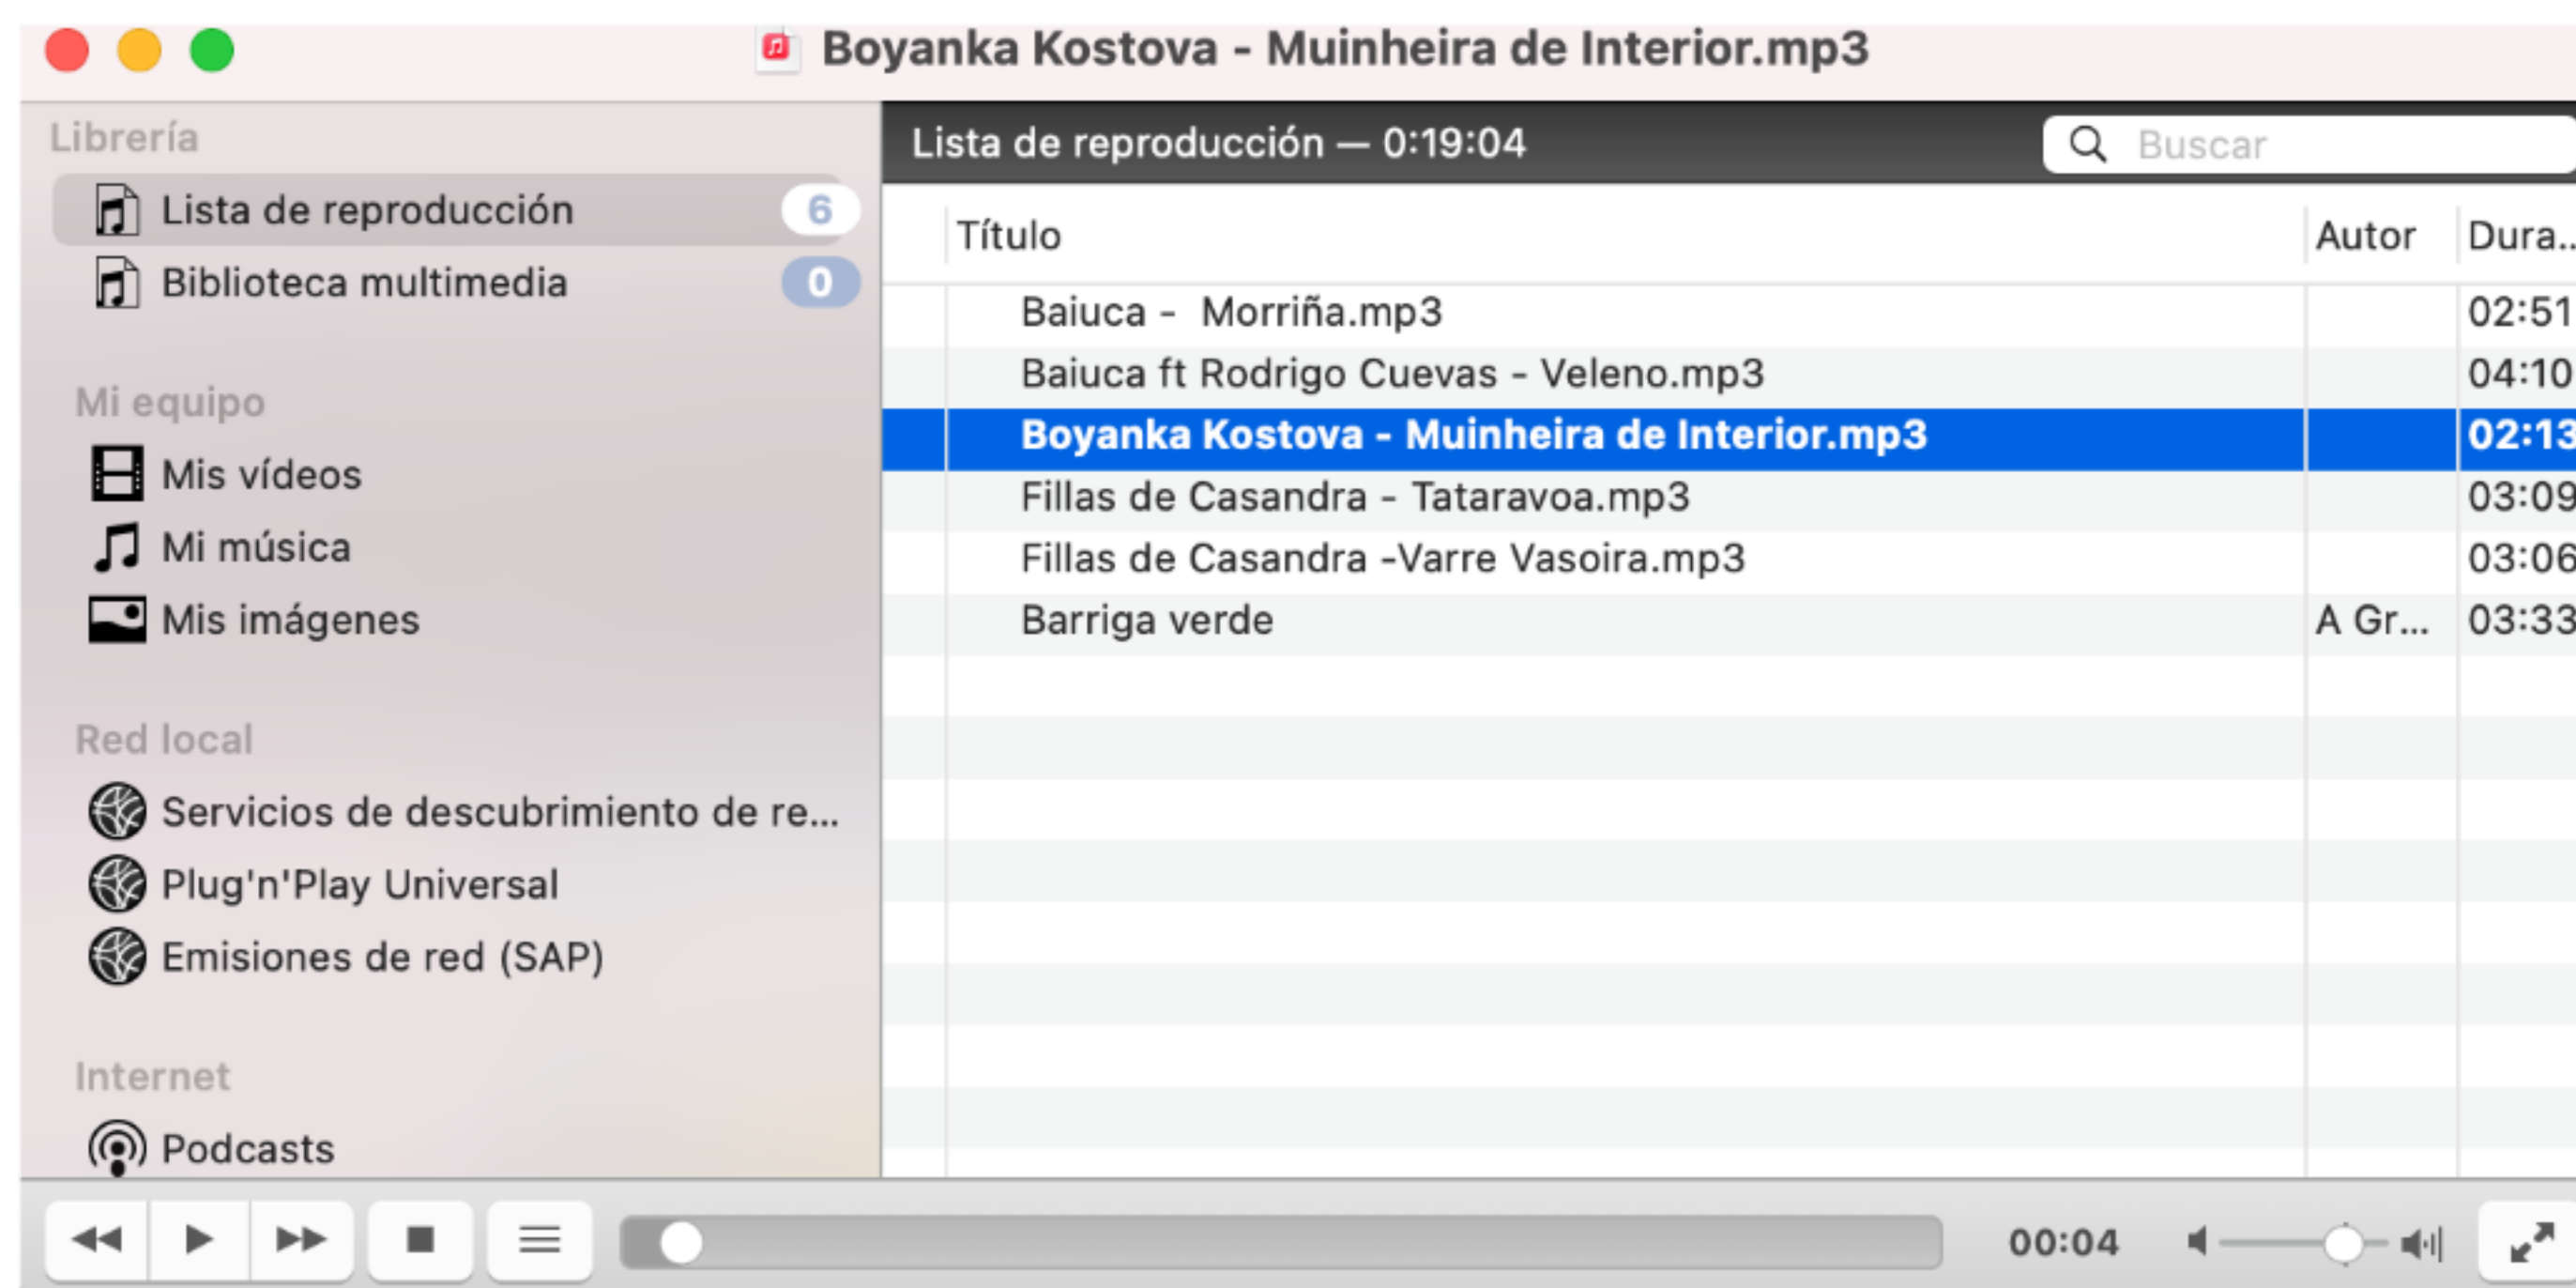 Boyanka Kostova - Muinheira de Interior.mp3
Librería
Lista de reproducción 6
Biblioteca multimedia 0
Mi equipo
Mis vídeos
Mi música
Mis imágenes
Red local
Servicios de descubrimiento de re...
Plug'n'Play Universal
Emisiones de red (SAP)
Internet
Podcasts
Lista de reproducción — 0:19:04
Buscar
Título Autor Dura...
Baiuca -  Morriña.mp3 02:51
Baiuca ft Rodrigo Cuevas - Veleno.mp3 04:10
Boyanka Kostova - Muinheira de Interior.mp3 02:13
Fillas de Casandra - Tataravoa.mp3 03:09
Fillas de Casandra -Varre Vasoira.mp3 03:06
Barriga verde A Gr... 03:33
00:04